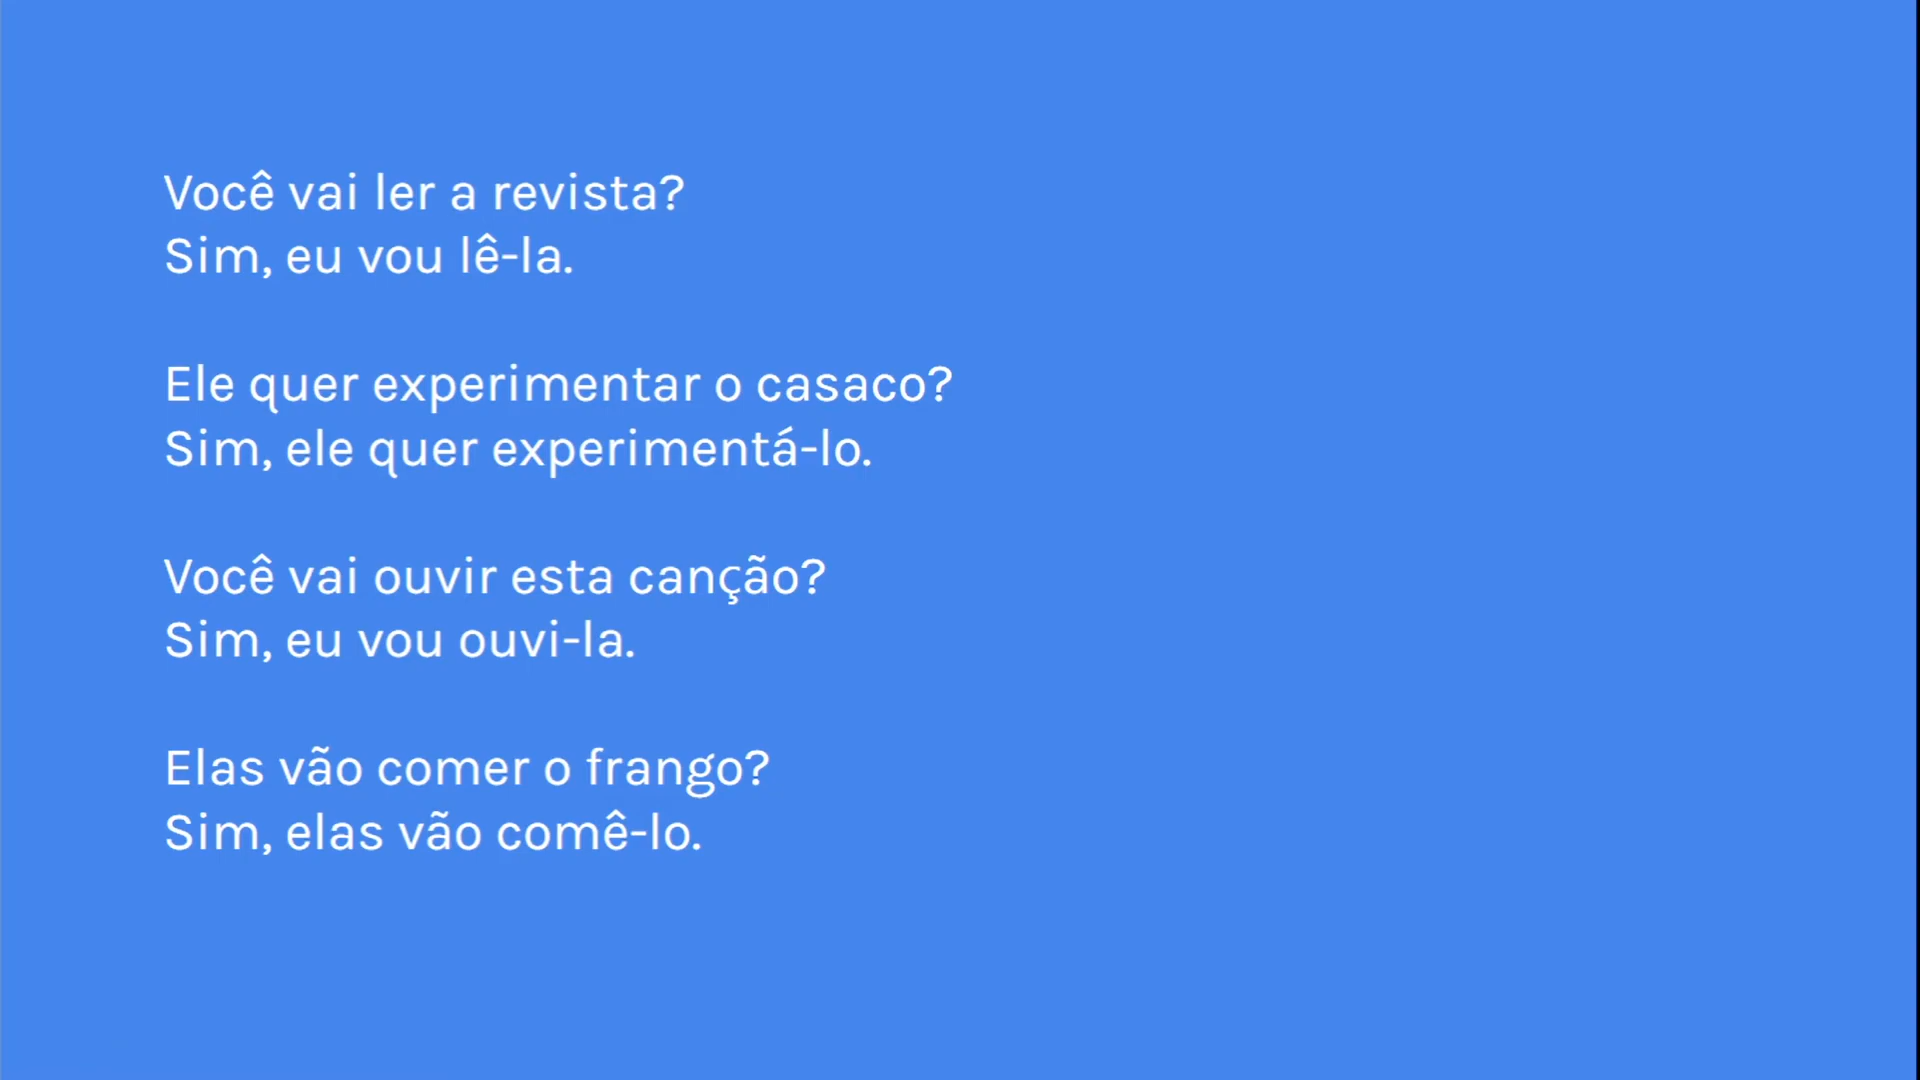 Você vai ler a revista?
Sim, eu vou lê-la.
Ele quer experimentar o casaco?
Sim, ele quer experimentá-lo.
Você vai ouvir esta canção?
Sim, eu vou ouvi-la.
Elas vão comer o frango?
Sim, elas vão comê-lo.